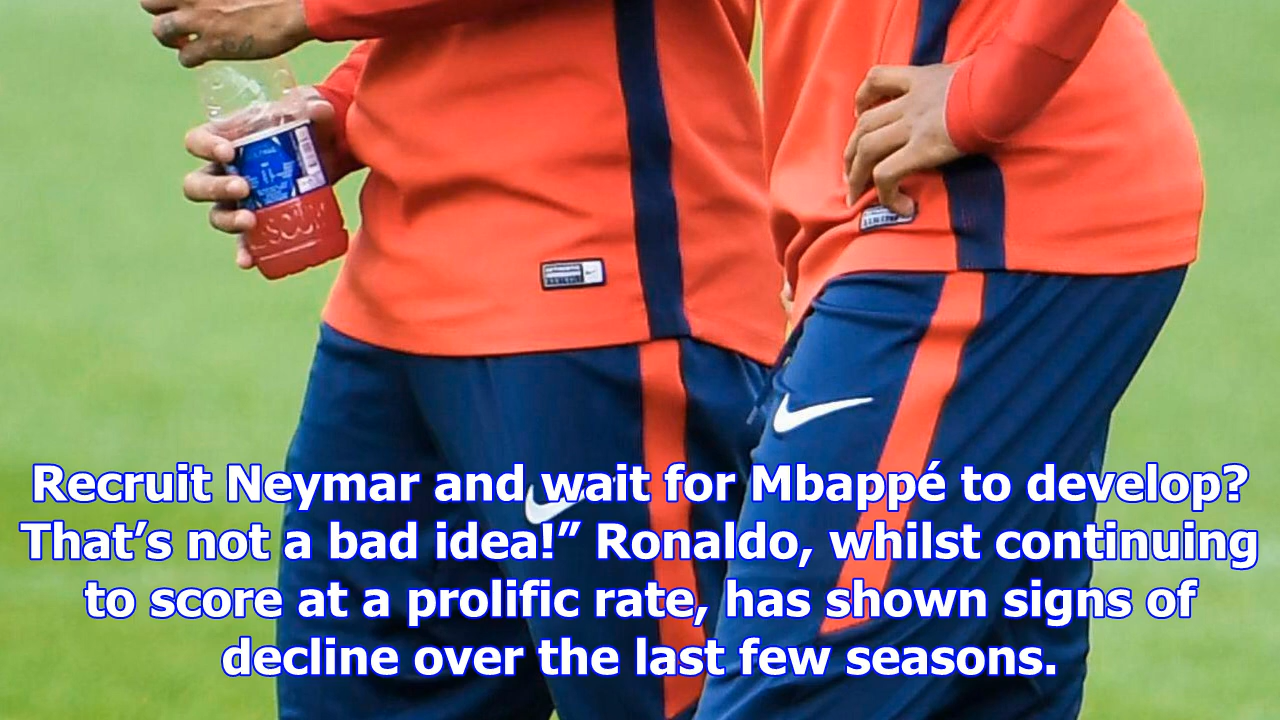 Recruit Neymar and wait for Mbappé to develop?
That’s not a bad idea!” Ronaldo, whilst continuing
to score at a prolific rate, has shown signs of
decline over the last few seasons.